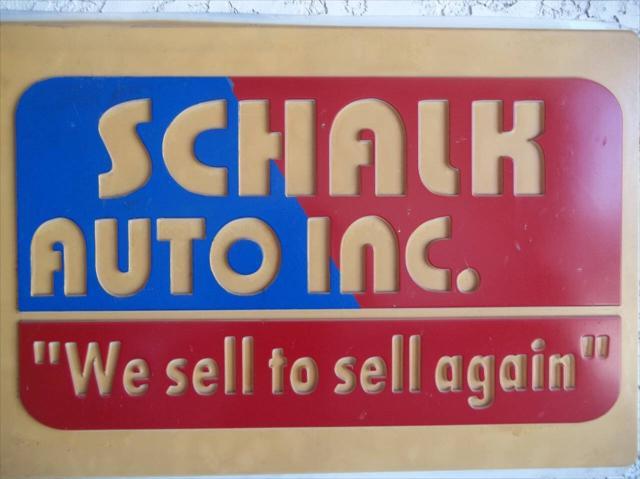 SCHALK
AUTO INC.
"We sell to sell again"